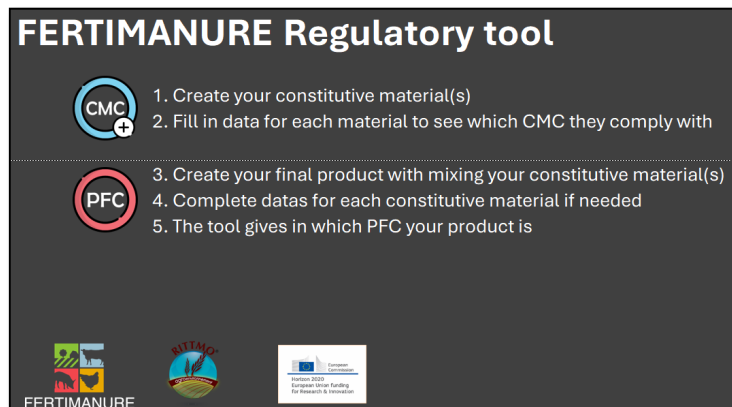 FERTIMANURE Regulatory tool
CMC
1. Create your constitutive material(s)
2. Fill in data for each material to see which CMC they comply with
PFC
3. Create your final product with mixing your constitutive material(s)
4. Complete datas for each constitutive material if needed
5. The tool gives in which PFC your product is
FERTIMANURE
RITTMO
European
Commission
Horizon 2020
European Union funding
for Research & Innovation